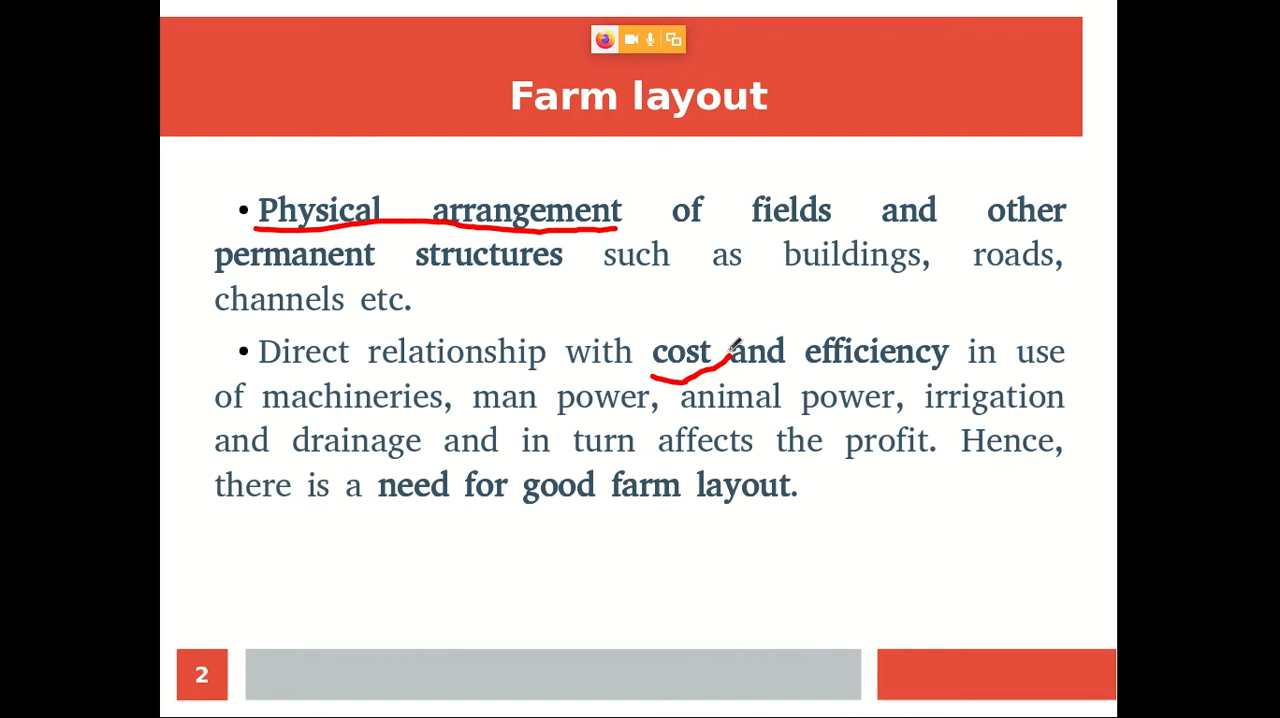 Farm layout
• Physical arrangement of fields and other
permanent structures such as buildings, roads,
channels etc.
• Direct relationship with cost and efficiency in use
of machineries, man power, animal power, irrigation
and drainage and in turn affects the profit. Hence,
there is a need for good farm layout.
2